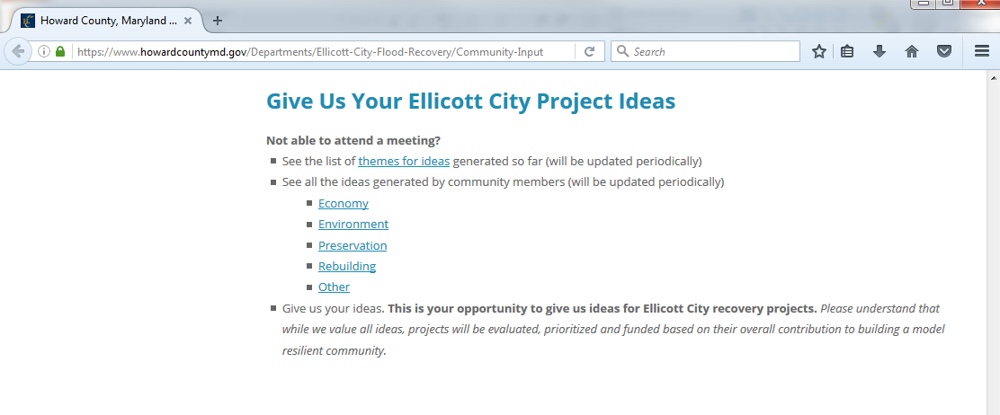 Howard County, Maryland ...
https://www.howardcountymd.gov/Departments/Ellicott-City-Flood-Recovery/Community-Input
Search
Give Us Your Ellicott City Project Ideas
Not able to attend a meeting?
See the list of themes for ideas generated so far (will be updated periodically)
See all the ideas generated by community members (will be updated periodically)
Economy
Environment
Preservation
Rebuilding
Other
Give us your ideas. This is your opportunity to give us ideas for Ellicott City recovery projects. Please understand that
while we value all ideas, projects will be evaluated, prioritized and funded based on their overall contribution to building a model
resilient community.